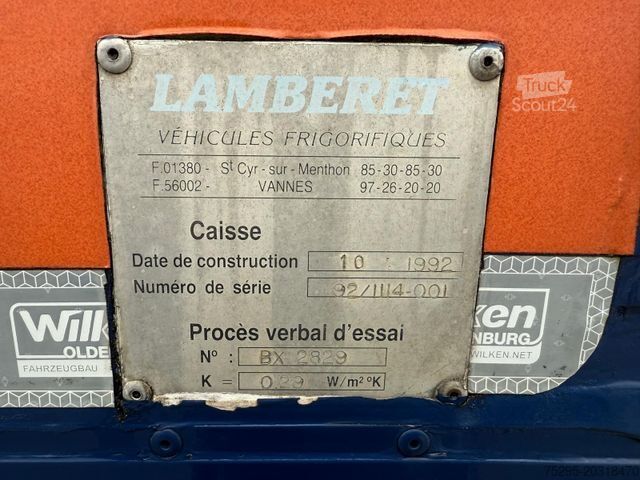 LAMBERET
Truck
Scout24
VÉHICULES FRIGORIFIQUES
F.01380 - St Cyr - sur - Menthon 85-30-85-30
F.56002 - VANNES 97-26-20-20
Caisse
Date de construction 10 1992
Numéro de série 92/1114-001
Procès verbal d'essai
N° : BX 2829
K = 0.29 W/m² °K
Wilken
OLDE
FAHRZEUGBAU
ken
NBURG
WILKEN.NET